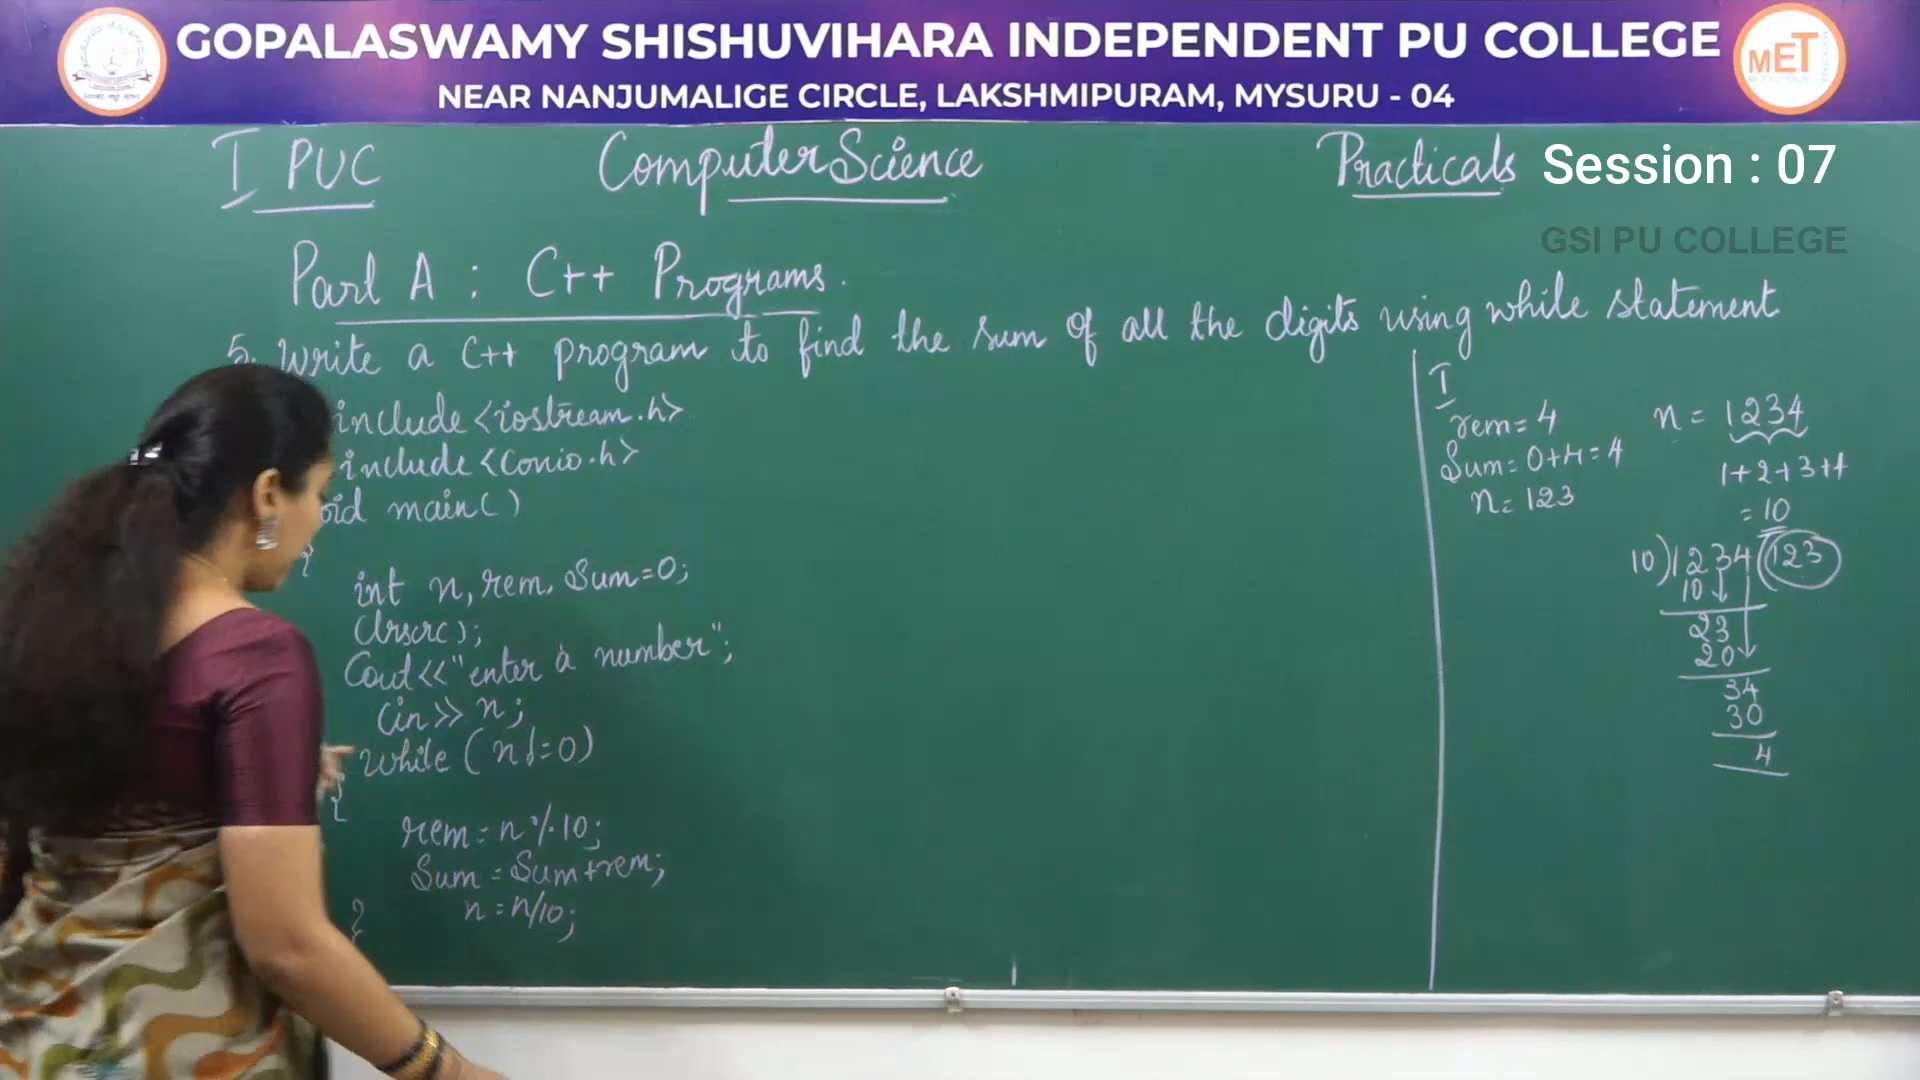 GOPALASWAMY SHISHUVIHARA INDEPENDENT PU COLLEGE
NEAR NANJUMALIGE CIRCLE, LAKSHMIPURAM, MYSURU - 04
MET
I PUC Computer Science Practicals Session : 07
GSI PU COLLEGE
Part A : C++ Programs.
5. Write a C++ program to find the sum of all the digits using while statement
include <iostream.h>
include <Conio.h>
oid main( )
{
int n, rem, Sum=0;
Clrscr();
Cout<<"enter a number";
Cin>> n;
while ( n!=0)
{
rem = n%10;
Sum = Sum+rem;
n = n/10;
}
I
rem = 4
Sum = 0+4 = 4
n = 123
n = 1234
1+2+3+4
= 10
10)1234(123
10
23
20
34
30
4